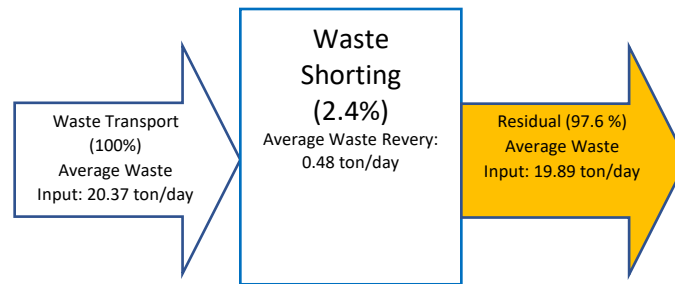 Waste Transport
(100%)
Average Waste
Input: 20.37 ton/day
Waste
Shorting
(2.4%)
Average Waste Revery:
0.48 ton/day
Residual (97.6 %)
Average Waste
Input: 19.89 ton/day